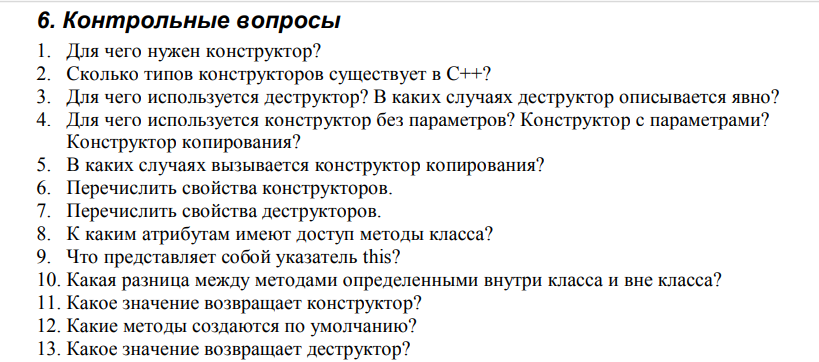 6. Контрольные вопросы
1. Для чего нужен конструктор?
2. Сколько типов конструкторов существует в С++?
3. Для чего используется деструктор? В каких случаях деструктор описывается явно?
4. Для чего используется конструктор без параметров? Конструктор с параметрами?
Конструктор копирования?
5. В каких случаях вызывается конструктор копирования?
6. Перечислить свойства конструкторов.
7. Перечислить свойства деструкторов.
8. К каким атрибутам имеют доступ методы класса?
9. Что представляет собой указатель this?
10. Какая разница между методами определенными внутри класса и вне класса?
11. Какое значение возвращает конструктор?
12. Какие методы создаются по умолчанию?
13. Какое значение возвращает деструктор?